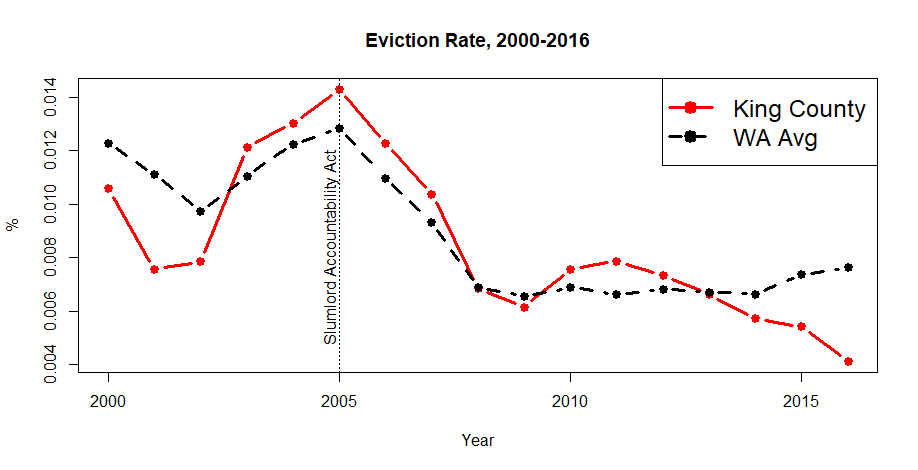 Eviction Rate, 2000-2016
King County
WA Avg
0.014
0.012
0.010
0.008
0.006
0.004
%
Slumlord Accountability Act
2000
2005
2010
2015
Year